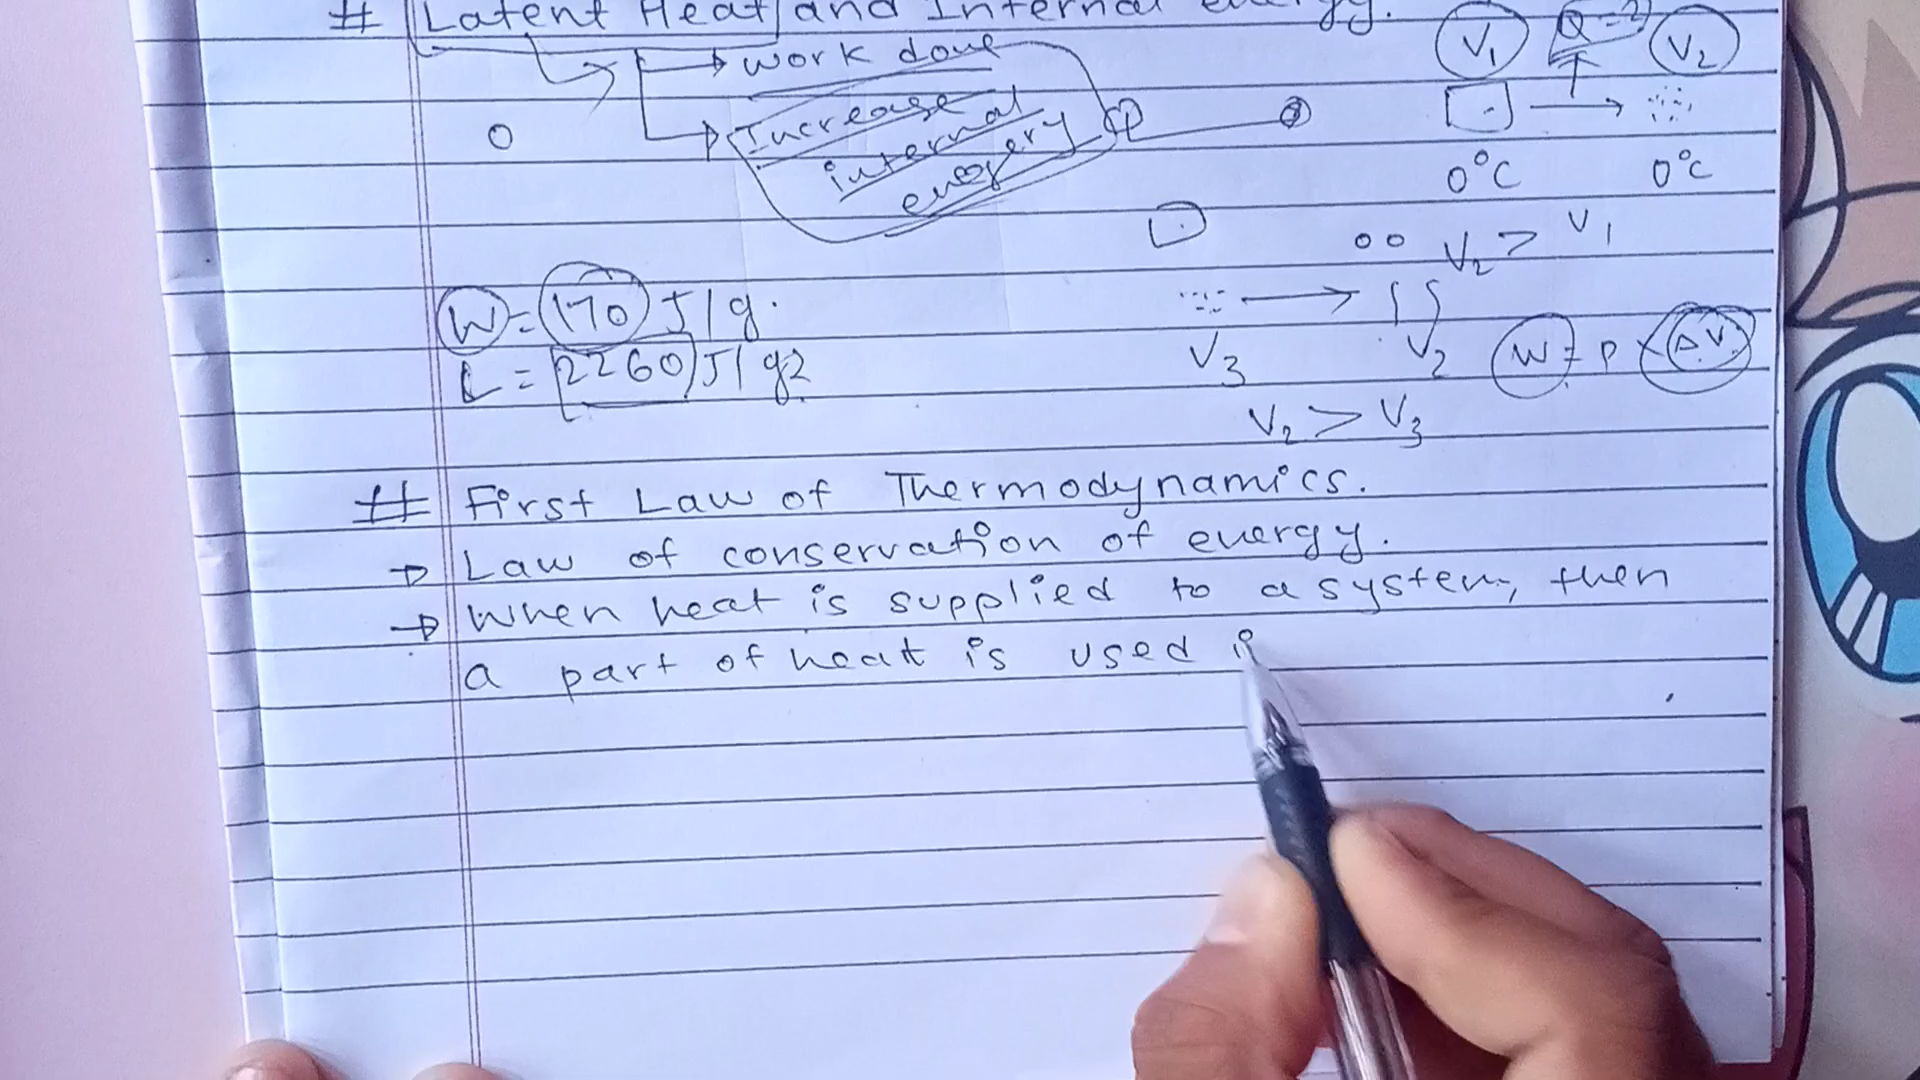 # Latent Heat and Internal energy.
work done
Increase internal energery
V1 Q = V2
0°C 0°C
V2 > V1
W = 170 J/g.
L = 2260 J/g2
V3 V2
W = P × ΔV
V2 > V3
# First Law of Thermodynamics.
→ Law of conservation of energy.
→ When heat is supplied to a system, then
a part of heat is used i